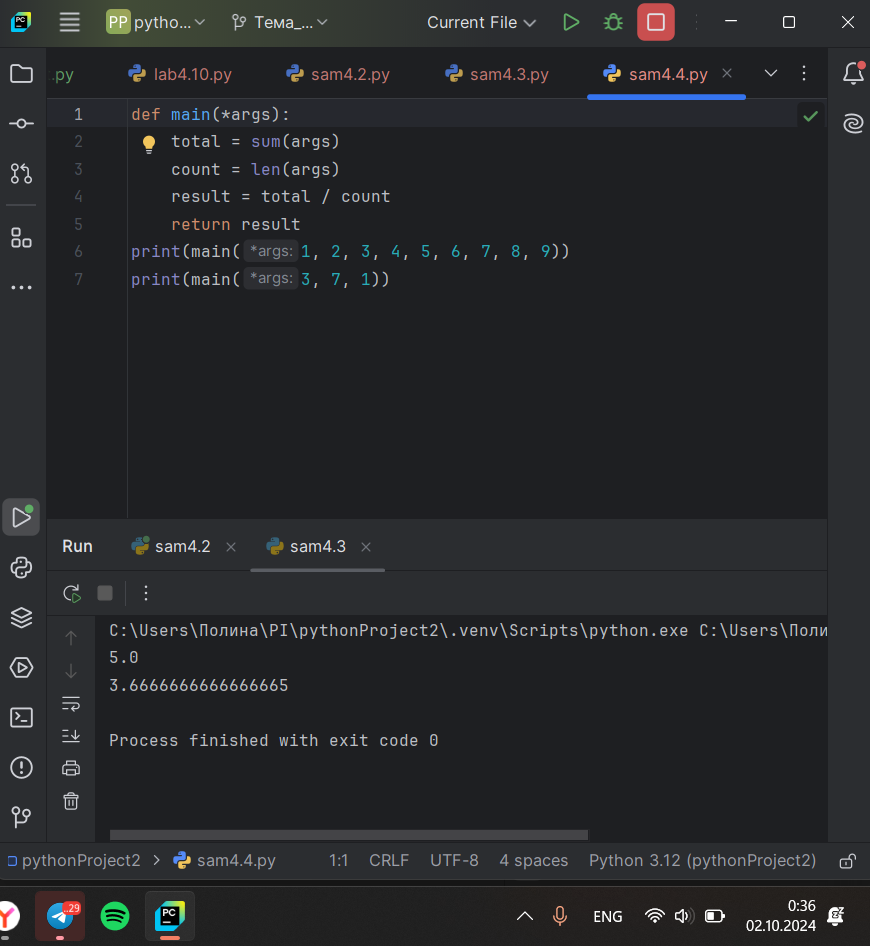 PC PP pytho... Тема_... Current File
.py lab4.10.py sam4.2.py sam4.3.py sam4.4.py
1 def main(*args):
2 total = sum(args)
3 count = len(args)
4 result = total / count
5 return result
6 print(main( *args: 1, 2, 3, 4, 5, 6, 7, 8, 9))
7 print(main( *args: 3, 7, 1))
Run sam4.2 sam4.3
C:\Users\Полина\PI\pythonProject2\.venv\Scripts\python.exe C:\Users\Поли
5.0
3.6666666666666665
Process finished with exit code 0
pythonProject2 > sam4.4.py 1:1 CRLF UTF-8 4 spaces Python 3.12 (pythonProject2)
..29 PC ENG 0:36
02.10.2024